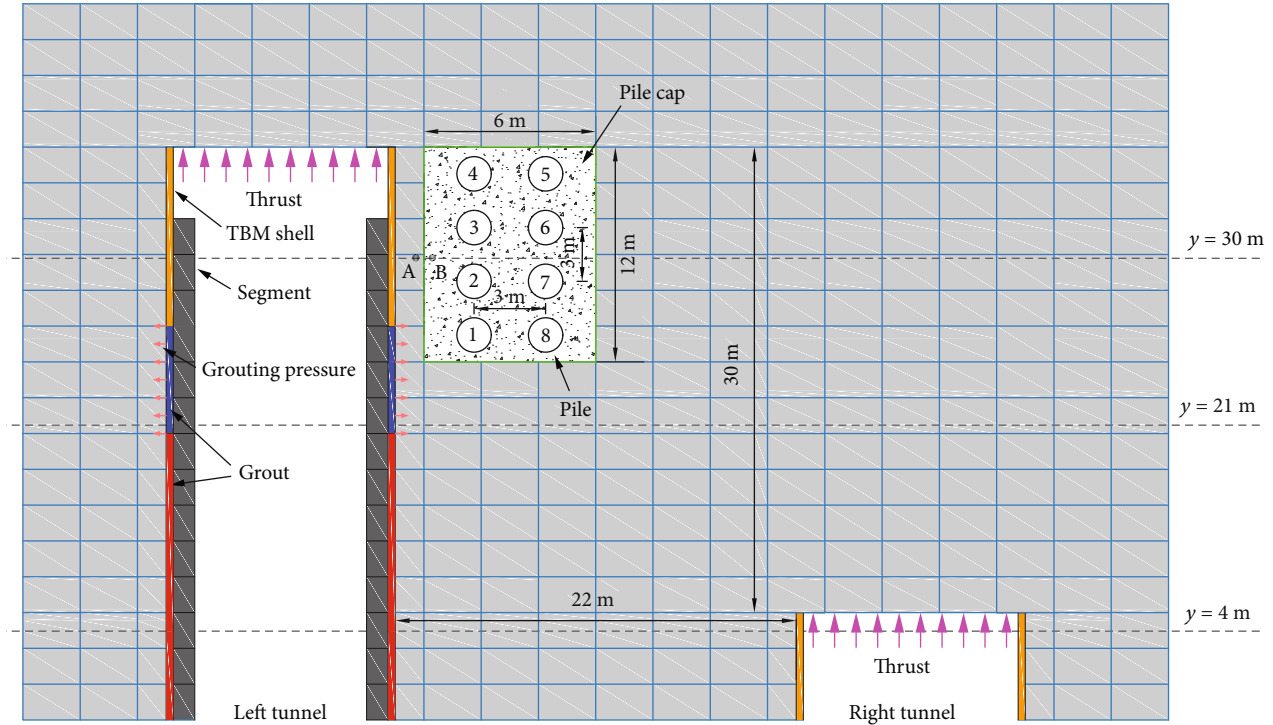 Pile cap
6 m
4
5
Thrust
TBM shell
3
6
3 m
12 m
y = 30 m
A
B
Segment
2
7
3 m
1
8
Grouting pressure
30 m
Pile
y = 21 m
Grout
22 m
y = 4 m
Thrust
Left tunnel
Right tunnel